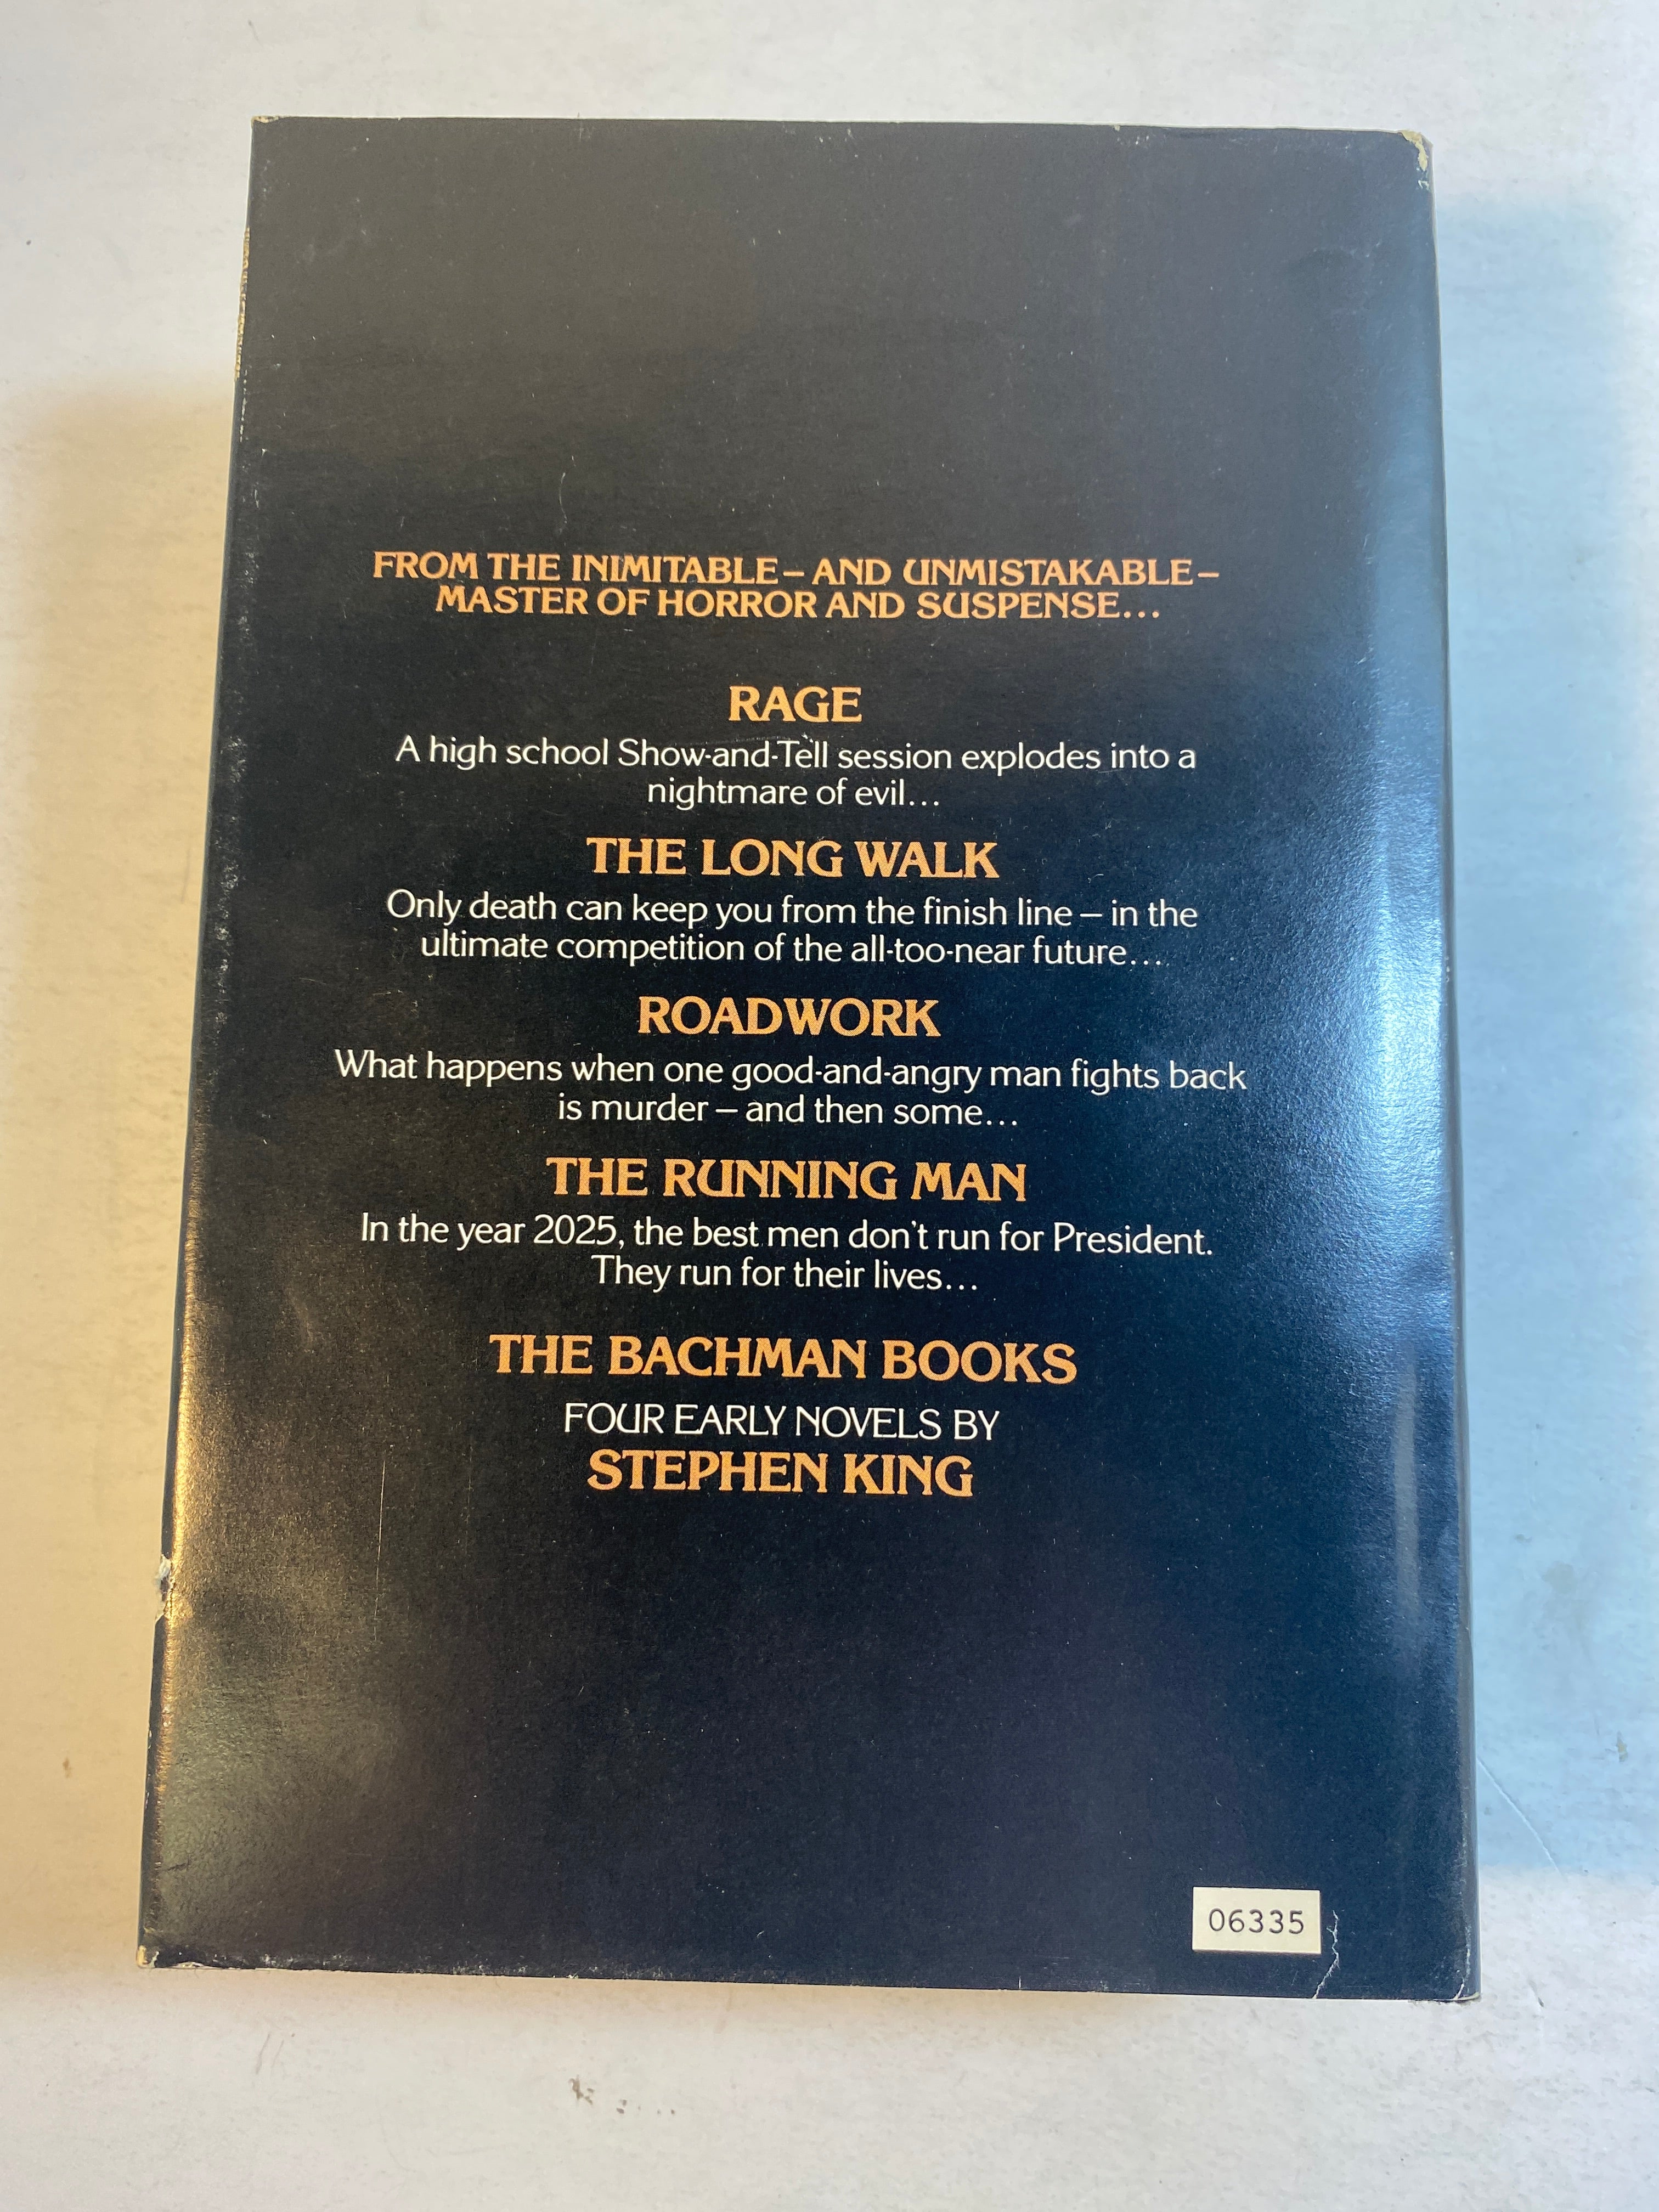 FROM THE INIMITABLE – AND UNMISTAKABLE –
MASTER OF HORROR AND SUSPENSE...
RAGE
A high school Show-and-Tell session explodes into a
nightmare of evil...
THE LONG WALK
Only death can keep you from the finish line – in the
ultimate competition of the all-too-near future...
ROADWORK
What happens when one good-and-angry man fights back
is murder – and then some...
THE RUNNING MAN
In the year 2025, the best men don't run for President.
They run for their lives...
THE BACHMAN BOOKS
FOUR EARLY NOVELS BY
STEPHEN KING
06335